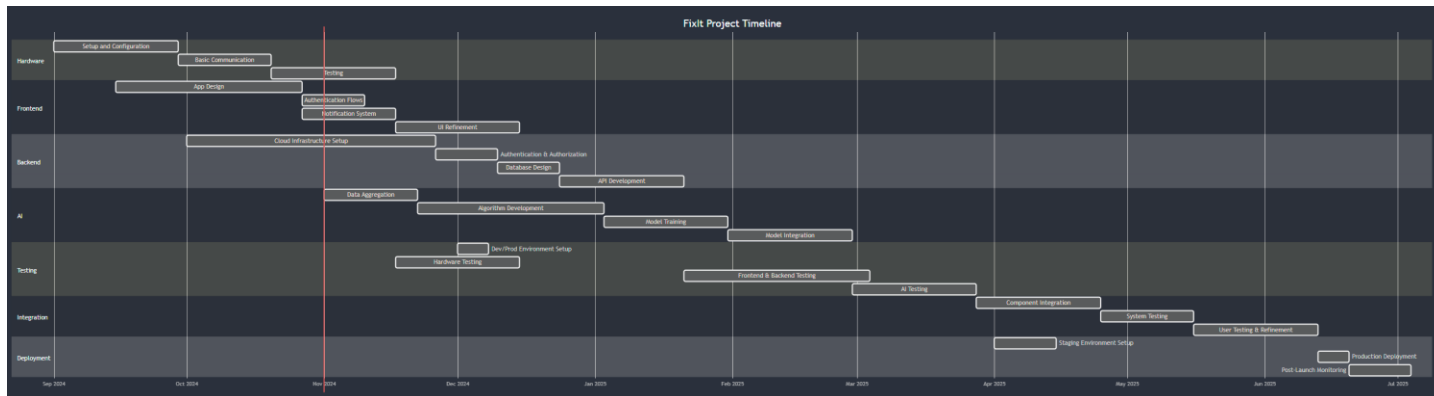 FixIt Project Timeline
Setup and Configuration
Basic Communication
Hardware
Testing
App Design
Authentication Flows
Frontend
Notification System
UI Refinement
Cloud Infrastructure Setup
Authentication & Authorization
Backend
Database Design
API Development
Data Aggregation
Algorithm Development
AI
Model Training
Model Integration
Dev/Prod Environment Setup
Hardware Testing
Testing
Frontend & Backend Testing
AI Testing
Component Integration
System Testing
Integration
User Testing & Refinement
Staging Environment Setup
Production Deployment
Deployment
Post-Launch Monitoring
Sep 2024 Oct 2024 Nov 2024 Dec 2024 Jan 2025 Feb 2025 Mar 2025 Apr 2025 May 2025 Jun 2025 Jul 2025